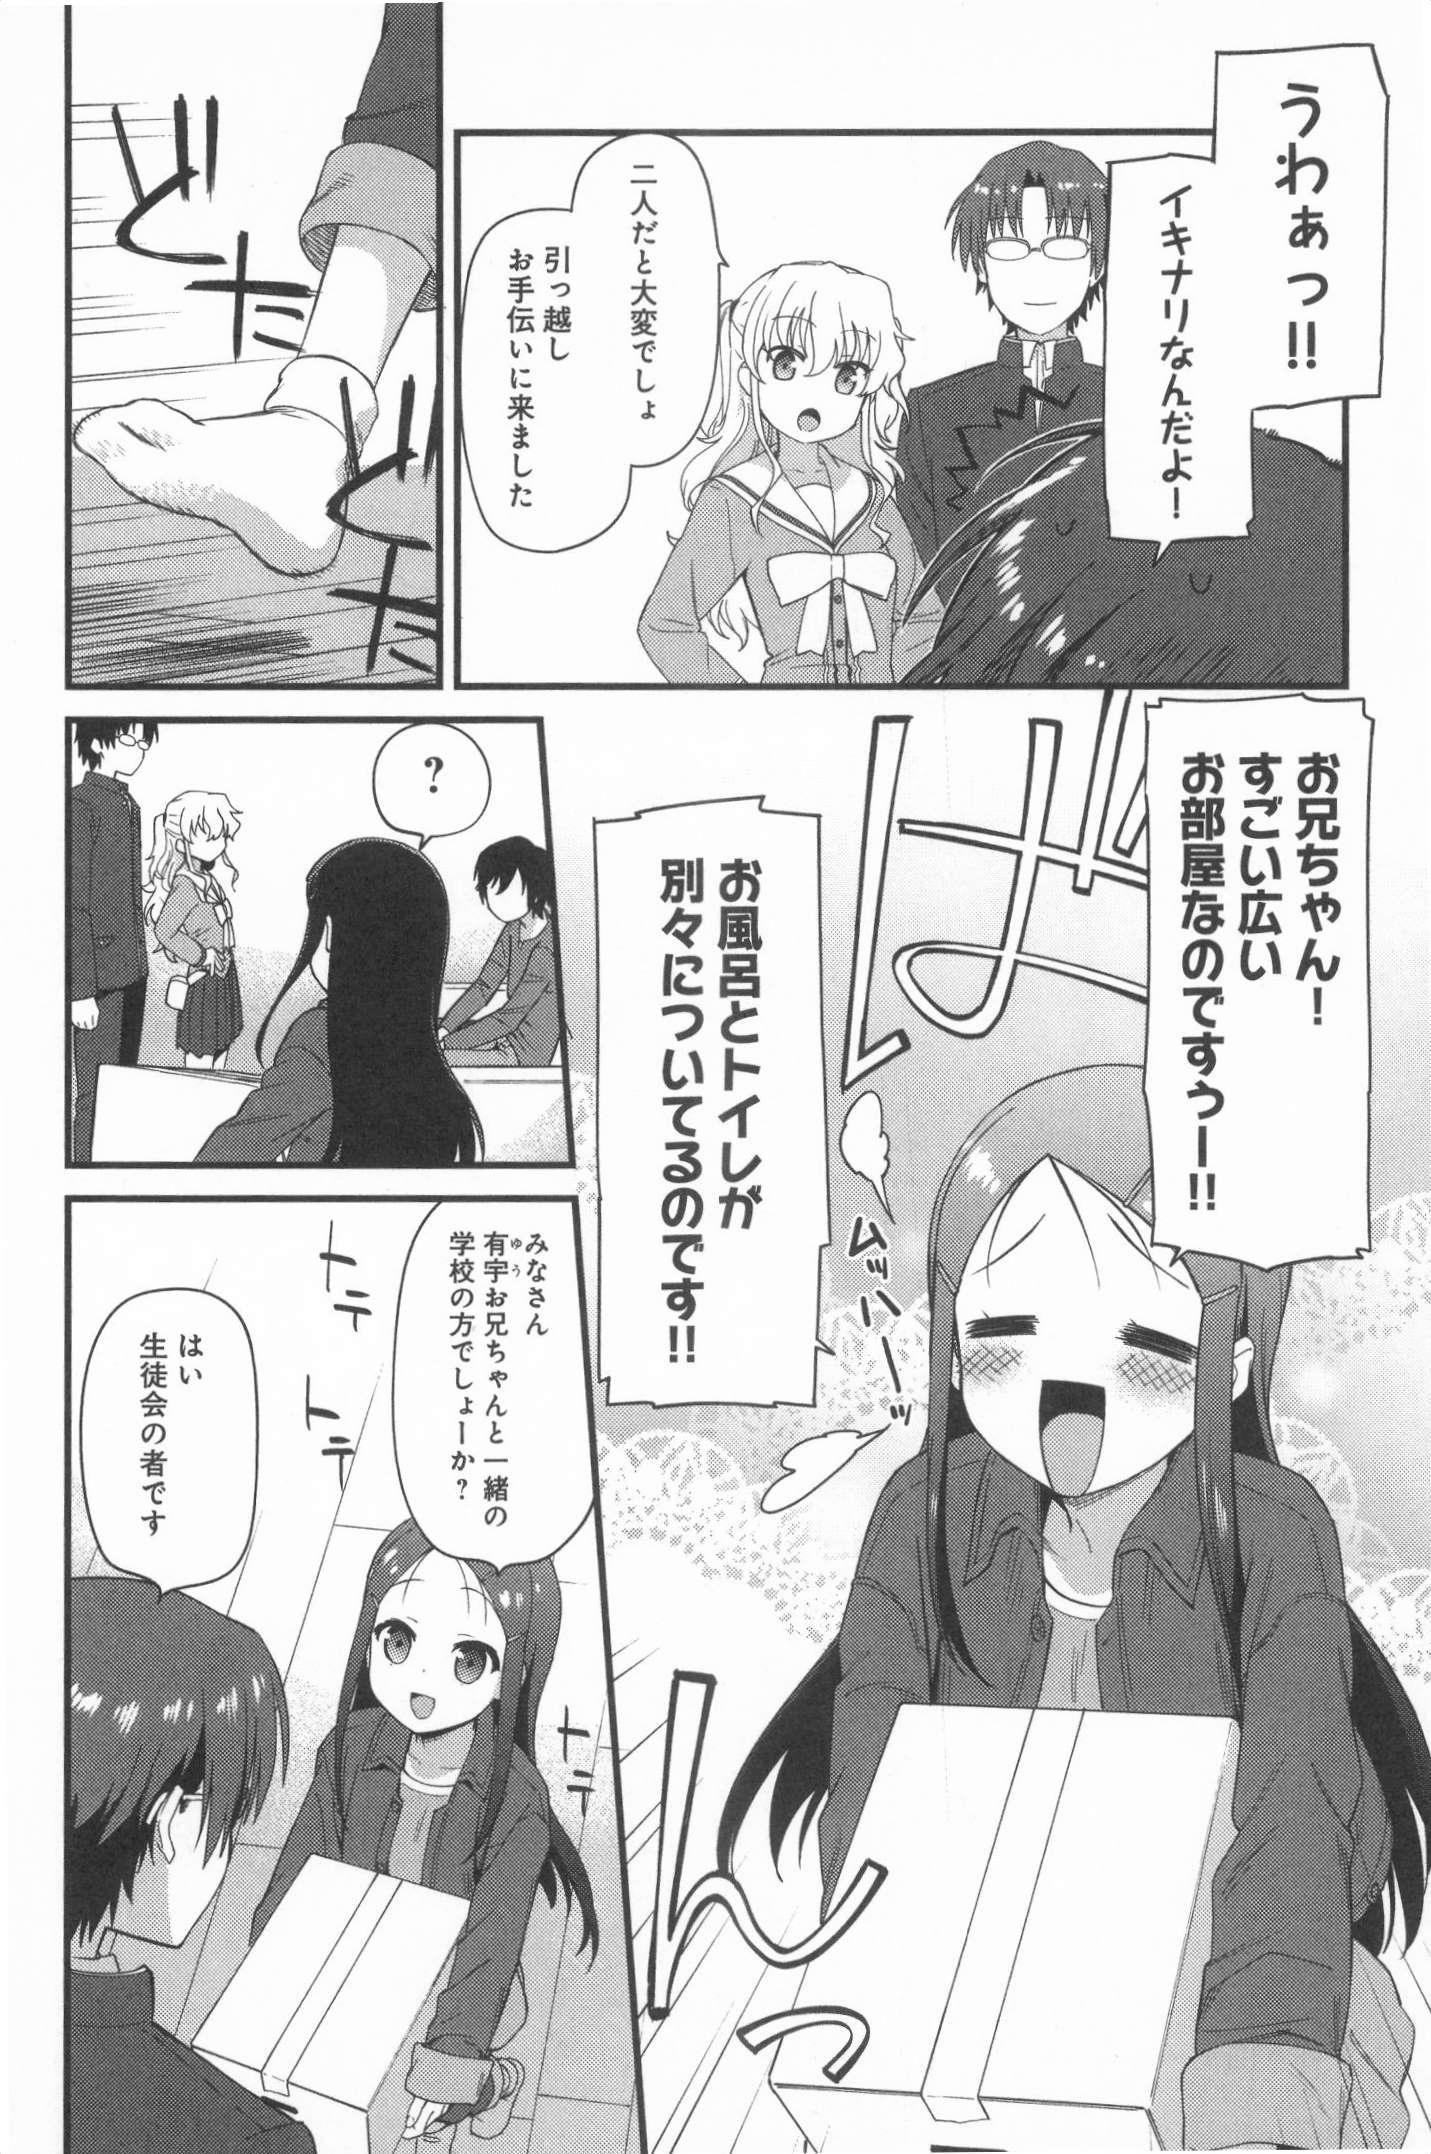 うわぁっ!!
イキナリなんだよ!
二人だと大変でしょ
引っ越し
お手伝いに来ました
ドタドタ
お兄ちゃん!
すごい広い
お部屋なのですぅー!!
お風呂とトイレが
別々についてるのです!!
ムッハーーッ
?
みなさん
有宇お兄ちゃんと一緒の
ゆう
学校の方でしょーか?
はい
生徒会の者です
トテ
トテ
トテ